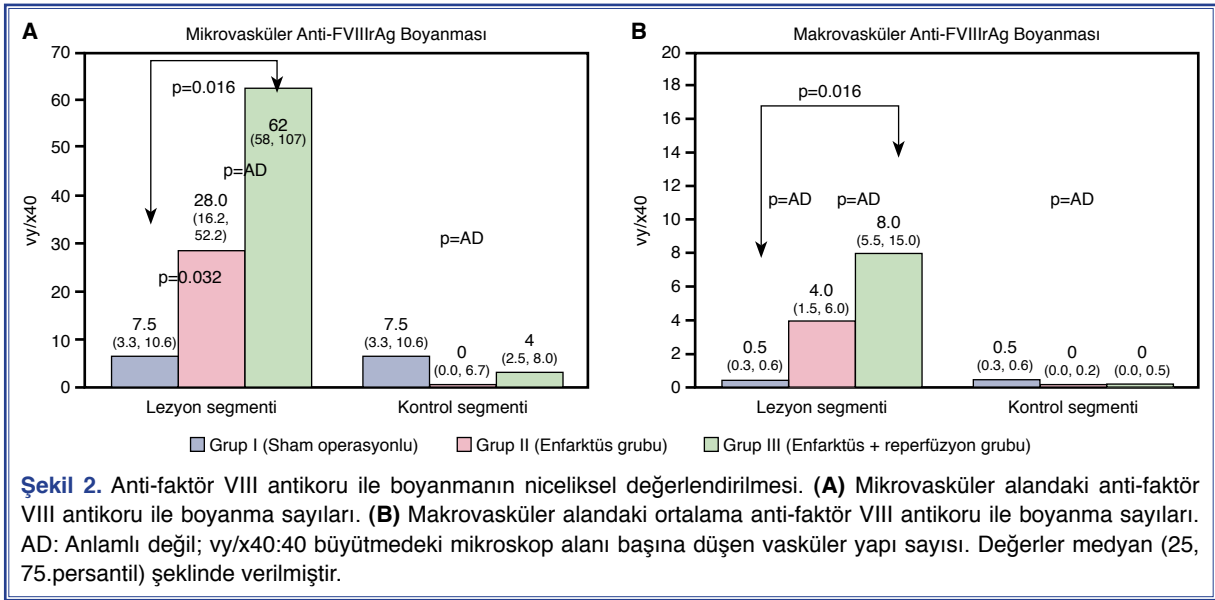 A
Mikrovasküler Anti-FVIIIrAg Boyanması
vy/x40
70
60
50
40
30
20
10
0
p=0.016
62
(58, 107)
p=AD
28.0
(16.2,
52.2)
p=0.032
7.5
(3.3, 10.6)
p=AD
7.5
(3.3, 10.6)
0
(0.0, 6.7)
4
(2.5, 8.0)
Lezyon segmenti
Kontrol segmenti
B
Makrovasküler Anti-FVIIIrAg Boyanması
vy/x40
20
18
16
14
12
10
8
6
4
2
0
p=0.016
p=AD
p=AD
p=AD
8.0
(5.5, 15.0)
4.0
(1.5, 6.0)
0.5
(0.3, 0.6)
0.5
(0.3, 0.6)
0
(0.0, 0.2)
0
(0.0, 0.5)
Lezyon segmenti
Kontrol segmenti
Grup I (Sham operasyonlu) Grup II (Enfarktüs grubu) Grup III (Enfarktüs + reperfüzyon grubu)
Şekil 2. Anti-faktör VIII antikoru ile boyanmanın niceliksel değerlendirilmesi. (A) Mikrovasküler alandaki anti-faktör
VIII antikoru ile boyanma sayıları. (B) Makrovasküler alandaki ortalama anti-faktör VIII antikoru ile boyanma sayıları.
AD: Anlamlı değil; vy/x40:40 büyütmedeki mikroskop alanı başına düşen vasküler yapı sayısı. Değerler medyan (25,
75.persantil) şeklinde verilmiştir.